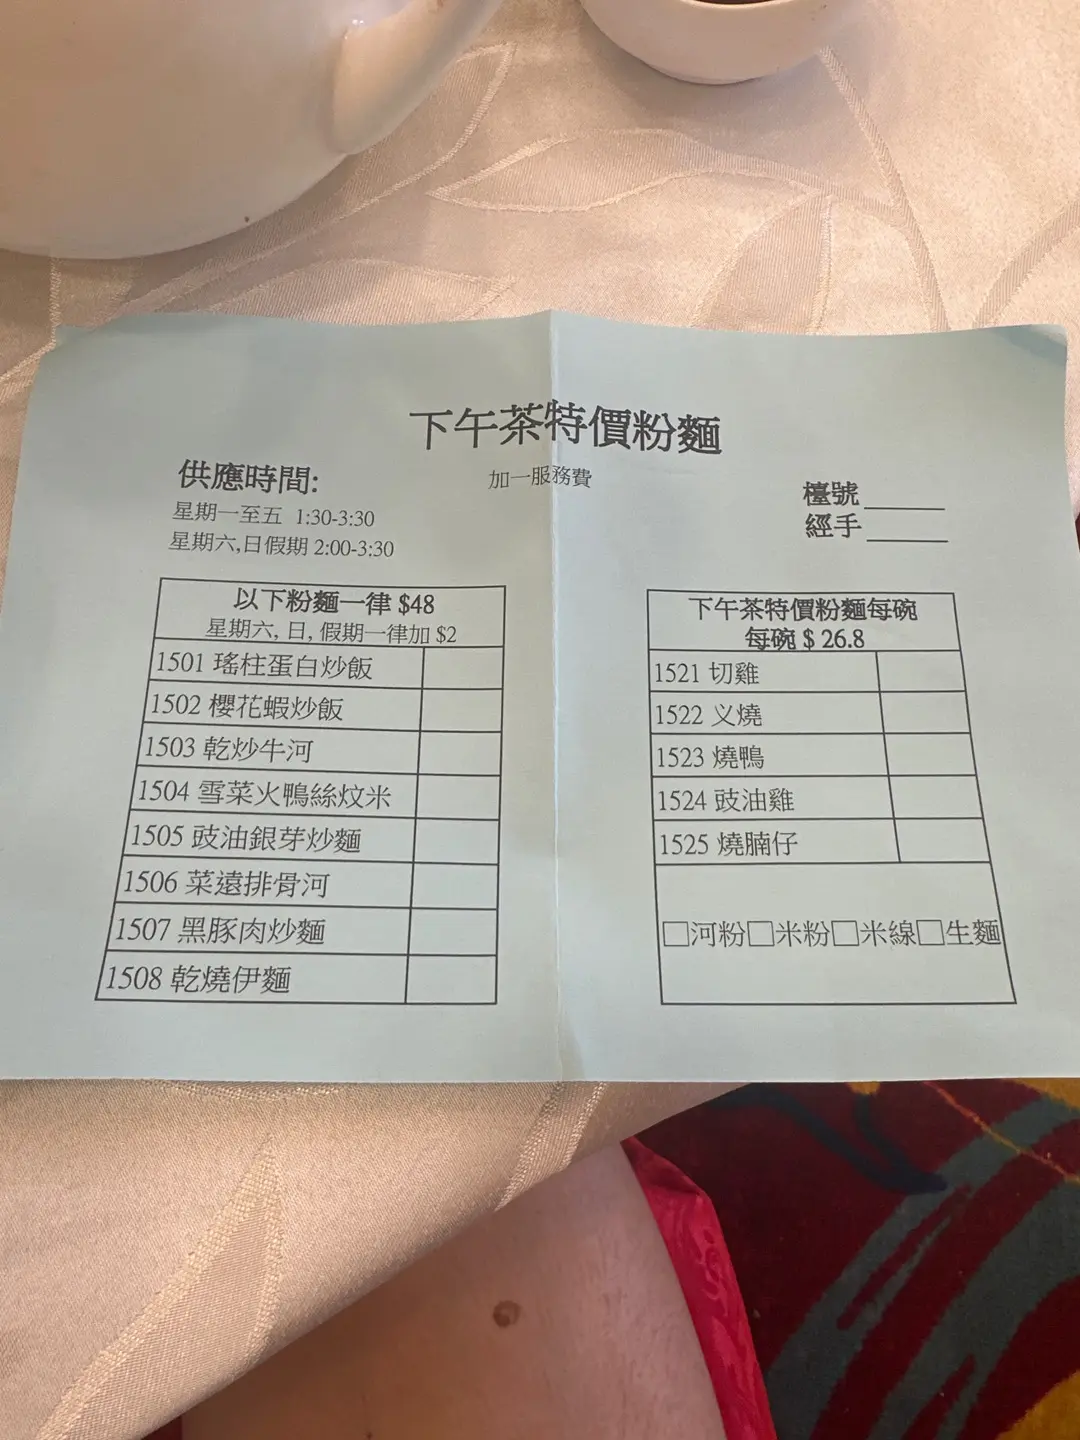 下午茶特價粉麵
加一服務費
供應時間:
星期一至五 1:30-3:30
星期六,日假期 2:00-3:30
檯號
經手
以下粉麵一律 $48
星期六, 日, 假期一律加 $2
1501 瑤柱蛋白炒飯
1502 櫻花蝦炒飯
1503 乾炒牛河
1504 雪菜火鴨絲炆米
1505 豉油銀芽炒麵
1506 菜遠排骨河
1507 黑豚肉炒麵
1508 乾燒伊麵
下午茶特價粉麵每碗
每碗 $ 26.8
1521 切雞
1522 义燒
1523 燒鴨
1524 豉油雞
1525 燒腩仔
□河粉□米粉□米線□生麵